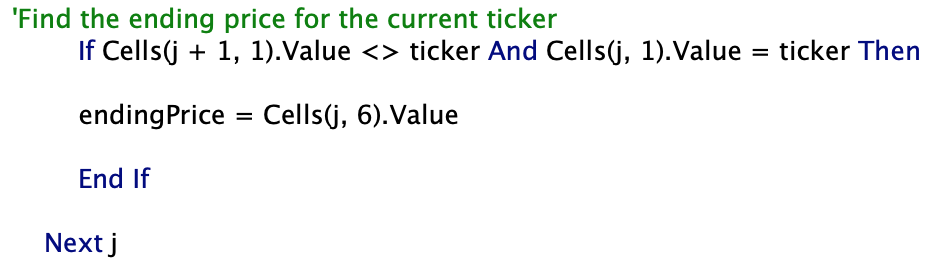 'Find the ending price for the current ticker
If Cells(j + 1, 1).Value <> ticker And Cells(j, 1).Value = ticker Then
endingPrice = Cells(j, 6).Value
End If
Next j